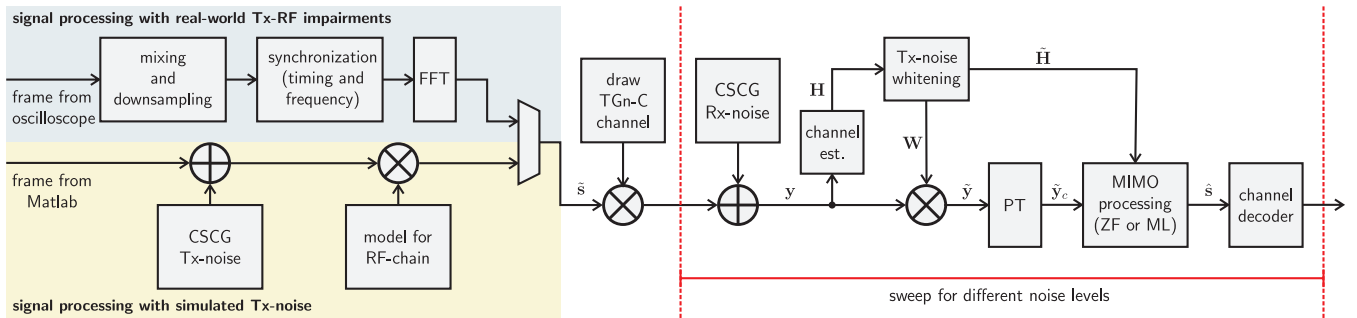 signal processing with real-world Tx-RF impairments
mixing
and
downsampling
synchronization
(timing and
frequency)
FFT
frame from
oscilloscope
frame from
Matlab
CSCG
Tx-noise
model for
RF-chain
signal processing with simulated Tx-noise
s̃
draw
TGn-C
channel
CSCG
Rx-noise
y
H
channel
est.
Tx-noise
whitening
W
H̃
ỹ
PT
ỹ_c
MIMO
processing
(ZF or ML)
ŝ
channel
decoder
sweep for different noise levels